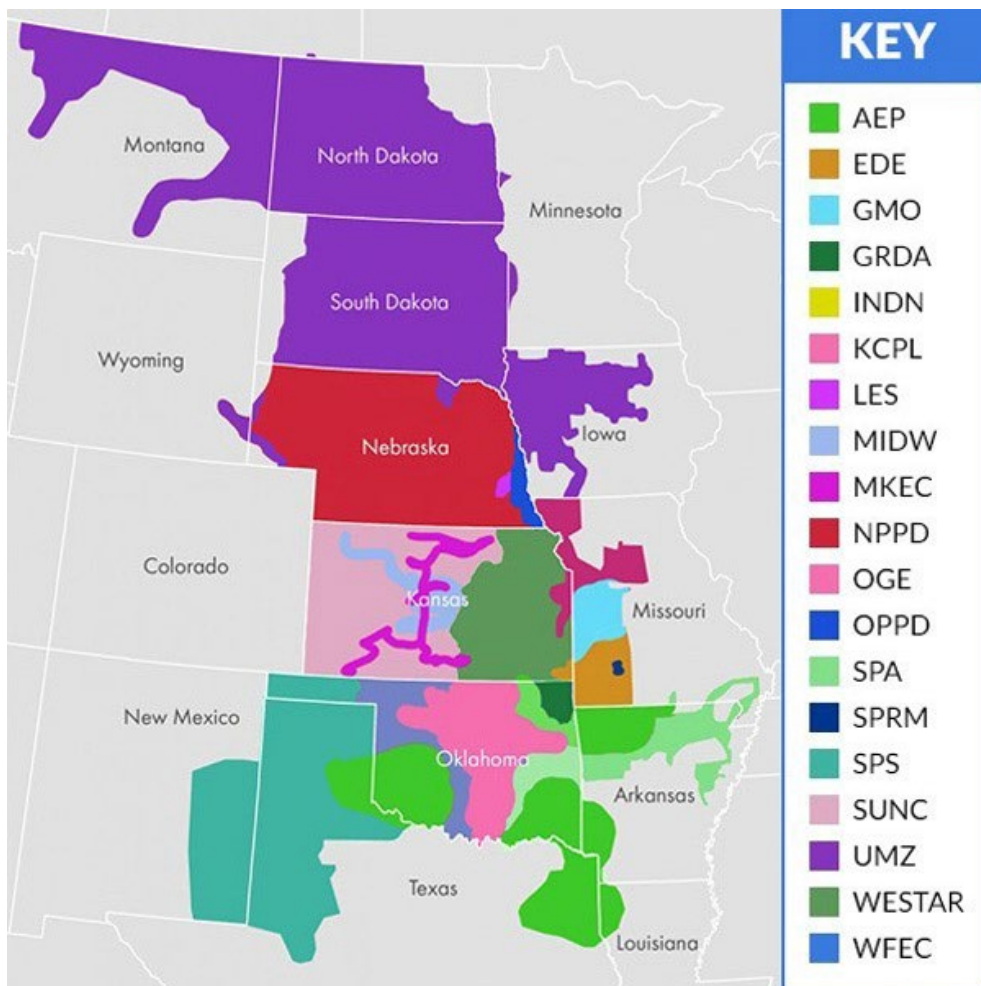 KEY
AEP
EDE
GMO
GRDA
INDN
KCPL
LES
MIDW
MKEC
NPPD
OGE
OPPD
SPA
SPRM
SPS
SUNC
UMZ
WESTAR
WFEC
Montana
North Dakota
Minnesota
South Dakota
Wyoming
Nebraska
Iowa
Colorado
Kansas
Missouri
New Mexico
Oklahoma
Arkansas
Texas
Louisiana